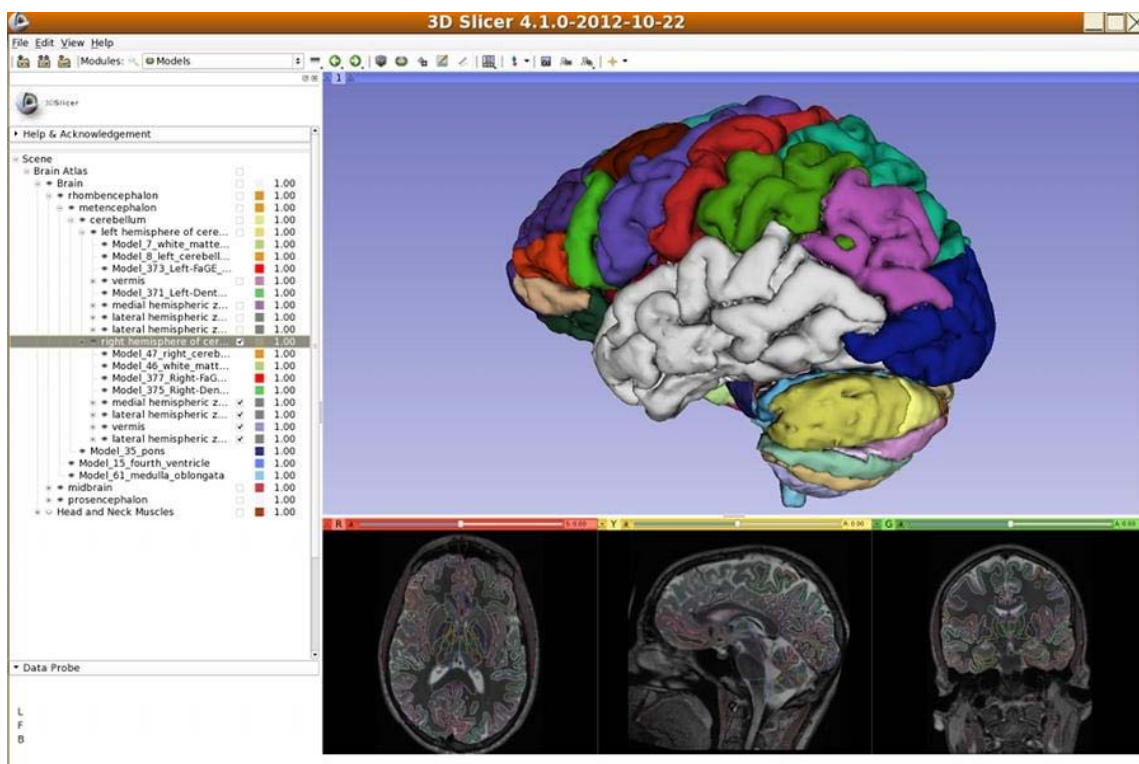 3D Slicer 4.1.0-2012-10-22
File Edit View Help
Modules: Models
1
3DSlicer
Help & Acknowledgement
Scene
Brain Atlas
Brain 1.00
rhombencephalon 1.00
metencephalon 1.00
cerebellum 1.00
left hemisphere of cere... 1.00
Model_7_white_matte... 1.00
Model_8_left_cerebell... 1.00
Model_373_Left-FaGE_... 1.00
vermis 1.00
Model_371_Left-Dent... 1.00
medial hemispheric z... 1.00
lateral hemispheric z... 1.00
lateral hemispheric z... 1.00
right hemisphere of cer... 1.00
Model_47_right_cereb... 1.00
Model_46_white_matt... 1.00
Model_377_Right-FaG... 1.00
Model_375_Right-Den... 1.00
medial hemispheric z... 1.00
lateral hemispheric z... 1.00
vermis 1.00
lateral hemispheric z... 1.00
Model_35_pons 1.00
Model_15_fourth_ventricle 1.00
Model_61_medulla_oblongata 1.00
midbrain 1.00
prosencephalon 1.00
Head and Neck Muscles 1.00
R S: 0.00 Y A: 0.00 G A: 0.00
Data Probe
L
F
B